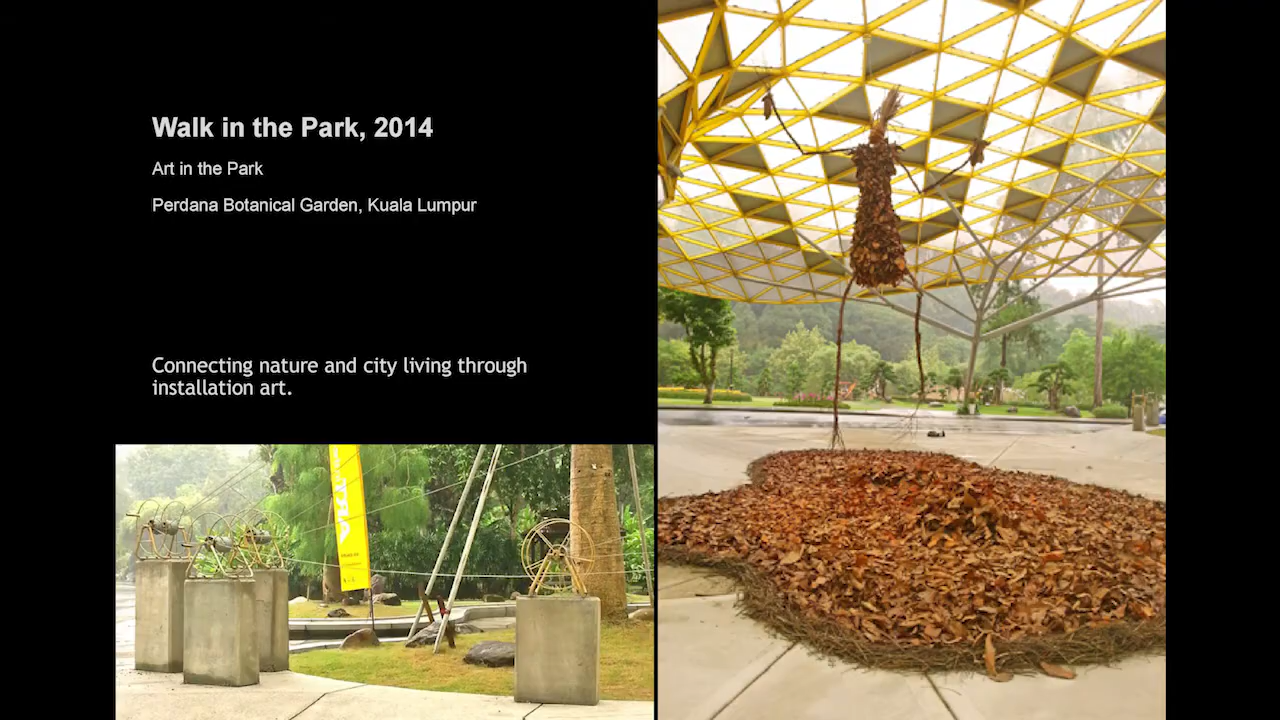 Walk in the Park, 2014
Art in the Park
Perdana Botanical Garden, Kuala Lumpur
Connecting nature and city living through
installation art.
ART